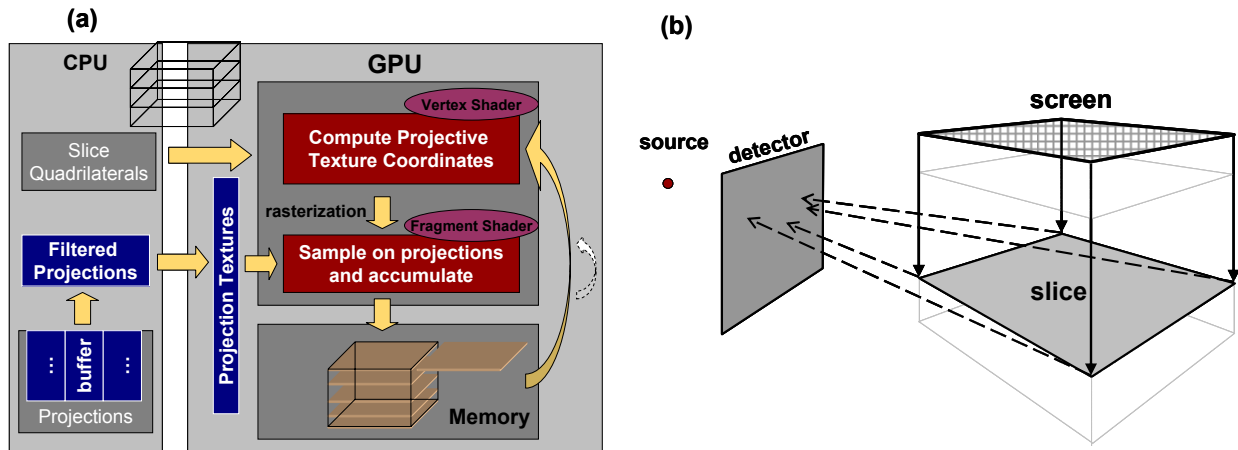 (a)
CPU
GPU
Vertex Shader
Compute Projective
Texture Coordinates
Slice
Quadrilaterals
rasterization
Fragment Shader
Filtered
Projections
Projection Textures
Sample on projections
and accumulate
... buffer ...
Projections
Memory
(b)
screen
source
detector
slice